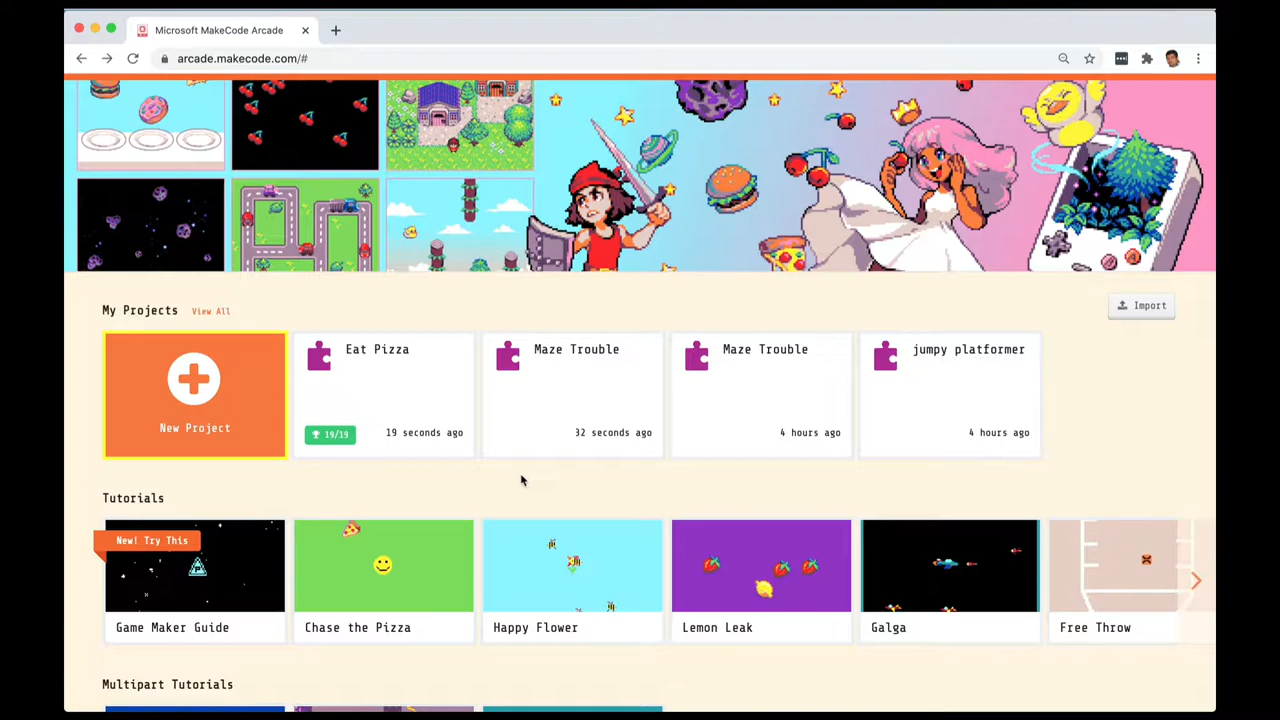 Microsoft MakeCode Arcade
arcade.makecode.com/#
My Projects View All
Import
New Project
Eat Pizza
19/19
19 seconds ago
Maze Trouble
32 seconds ago
Maze Trouble
4 hours ago
jumpy platformer
4 hours ago
Tutorials
New! Try This
Game Maker Guide
Chase the Pizza
Happy Flower
Lemon Leak
Galga
Free Throw
Multipart Tutorials